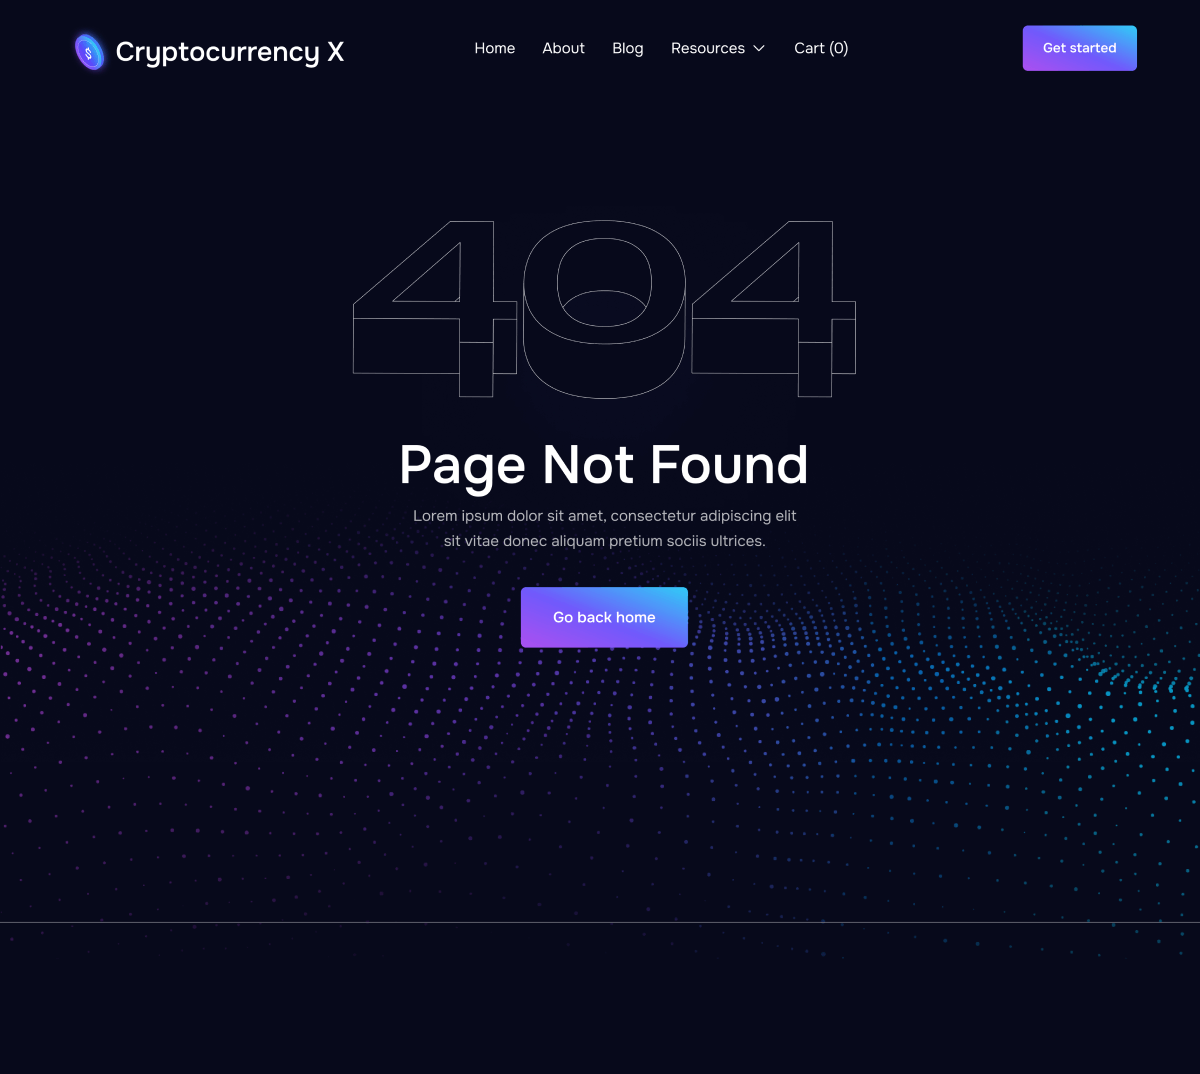 Cryptocurrency X
Home
About
Blog
Resources
Cart (0)
Get started
404
Page Not Found
Lorem ipsum dolor sit amet, consectetur adipiscing elit
sit vitae donec aliquam pretium sociis ultrices.
Go back home